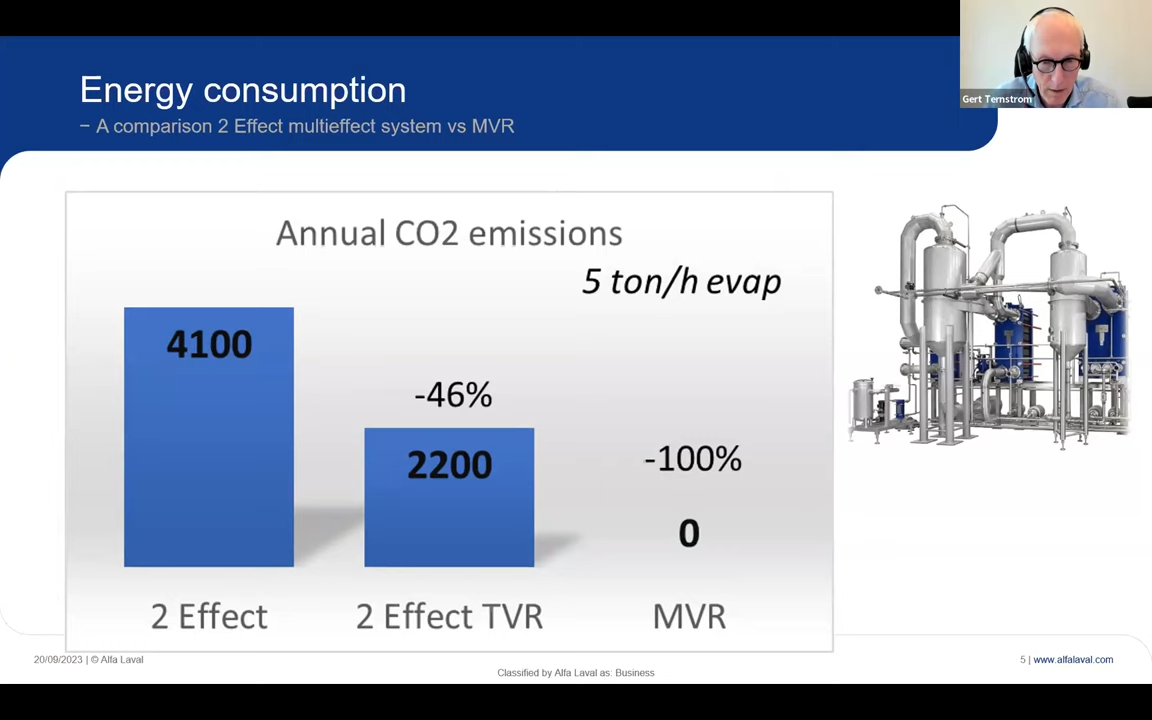 Energy consumption
− A comparison 2 Effect multieffect system vs MVR
Gert Ternstrom
Annual CO2 emissions
5 ton/h evap
4100
-46%
2200
-100%
0
2 Effect
2 Effect TVR
MVR
20/09/2023 | © Alfa Laval
Classified by Alfa Laval as: Business
5 | www.alfalaval.com